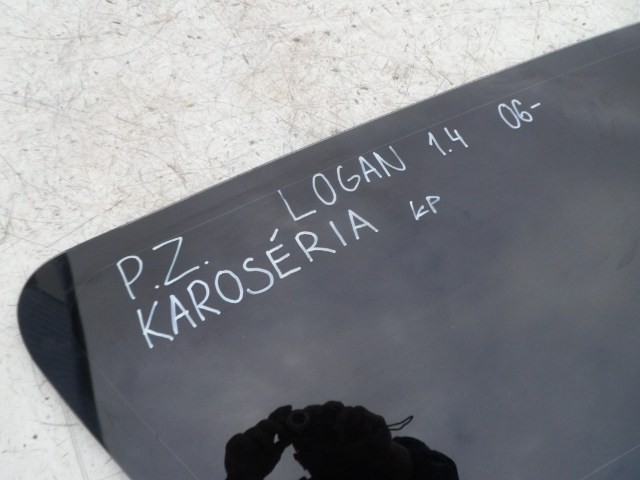 P.Z. LOGAN 1.4 06-
KAROSÉRIA KP